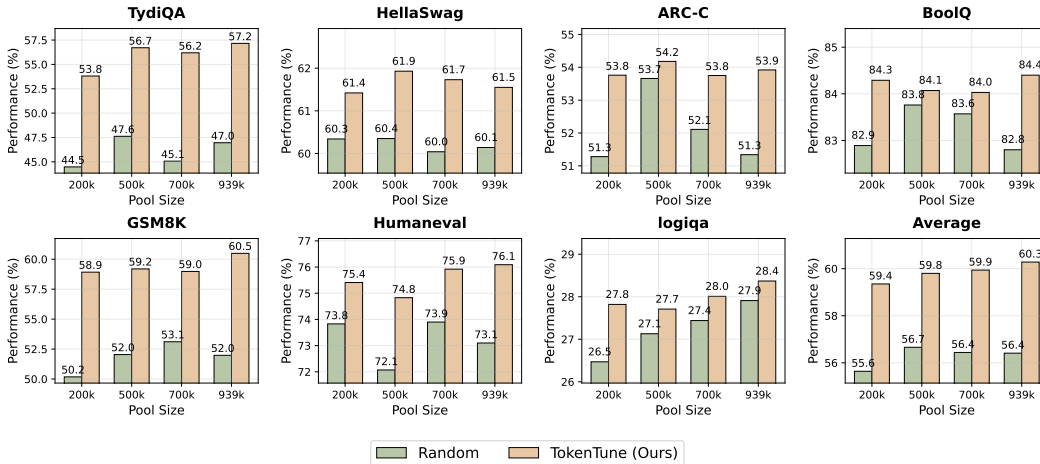 TydiQA
HellaSwag
ARC-C
BoolQ
Performance (%)
57.5
55.0
52.5
50.0
47.5
45.0
44.5
53.8
47.6
56.7
45.1
56.2
47.0
57.2
200k
500k
700k
939k
Pool Size
Performance (%)
62
61
60
60.3
61.4
60.4
61.9
60.0
61.7
60.1
61.5
200k
500k
700k
939k
Pool Size
Performance (%)
55
54
53
52
51
51.3
53.8
53.7
54.2
52.1
53.8
51.3
53.9
200k
500k
700k
939k
Pool Size
Performance (%)
85
84
83
82.9
84.3
83.8
84.1
83.6
84.0
82.8
84.4
200k
500k
700k
939k
Pool Size
GSM8K
Humaneval
logiqa
Average
Performance (%)
60.0
57.5
55.0
52.5
50.0
50.2
58.9
52.0
59.2
53.1
59.0
52.0
60.5
200k
500k
700k
939k
Pool Size
Performance (%)
77
76
75
74
73
72
73.8
75.4
72.1
74.8
73.9
75.9
73.1
76.1
200k
500k
700k
939k
Pool Size
Performance (%)
29
28
27
26
26.5
27.8
27.1
27.7
27.4
28.0
27.9
28.4
200k
500k
700k
939k
Pool Size
Performance (%)
60
58
56
55.6
59.4
56.7
59.8
56.4
59.9
56.4
60.3
200k
500k
700k
939k
Pool Size
Random
TokenTune (Ours)